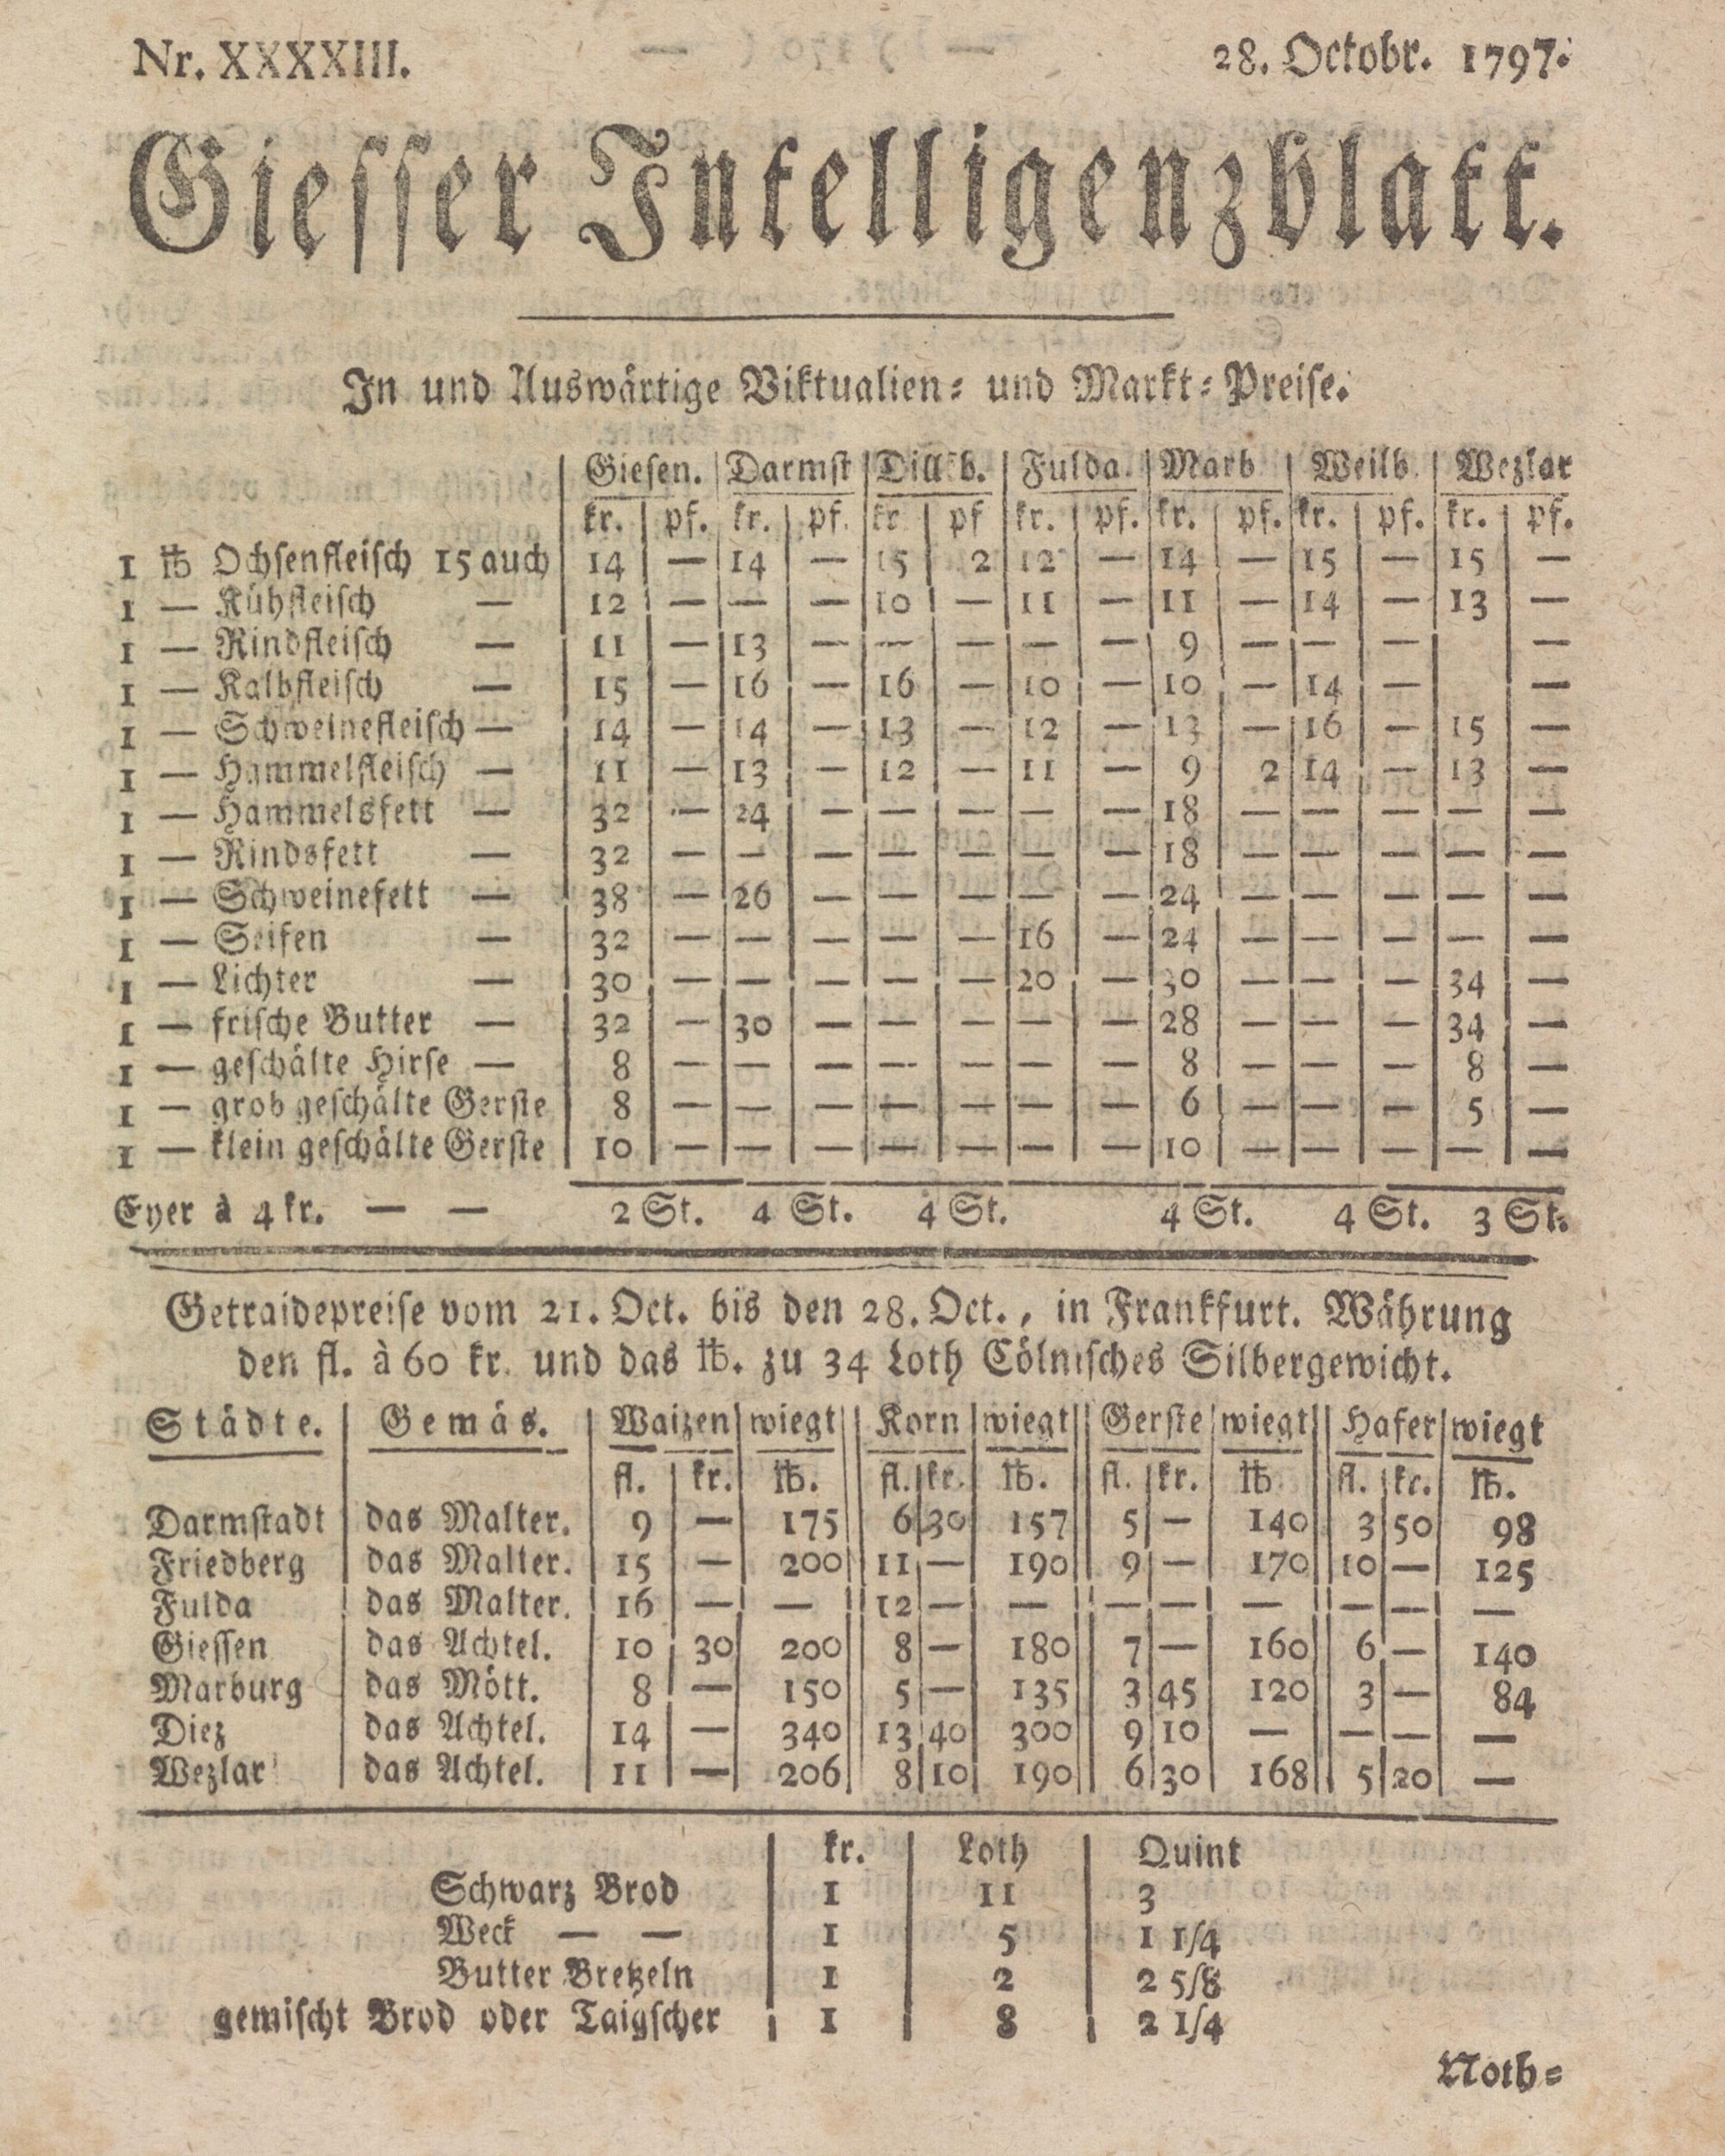 Nr. XXXXIII. 28. Octobr. 1797.
Giesser Intelligenzblatt.
In und Auswärtige Viktualien- und Markt-Preise.
Giesen. Darmst Dillb. Fulda. Marb Weilb. Wezlar
kr. pf. kr. pf. kr pf kr. pf. kr. pf. kr. pf. kr. pf.
1 ℔ Ochsenfleisch 15 auch 14 — 14 — 15 2 12 — 14 — 15 — 15 —
1 — Kühfleisch — 12 — — — 10 — 11 — 11 — 14 — 13 —
1 — Rindfleisch — 11 — 13 — — — — — 9 — — — —
1 — Kalbfleisch — 15 — 16 — 16 — 10 — 10 — 14 — —
1 — Schweinefleisch — 14 — 14 — 13 — 12 — 13 — 16 — 15 —
1 — Hammelfleisch — 11 — 13 — 12 — 11 — 9 2 14 — 13 —
1 — Hammelsfett — 32 — 24 — — — — — 18 — — — — —
1 — Rindsfett — 32 — — — — — — — 18 — — — — —
1 — Schweinefett — 38 — 26 — — — — — 24 — — — — —
1 — Seifen — 32 — — — — — 16 — 24 — — — — —
1 — Lichter — 30 — — — — — 20 — 30 — — — 34 —
1 — frische Butter — 32 — 30 — — — — — 28 — — — 34 —
1 — geschälte Hirse — 8 — — — — — — — 8 — — — 8 —
1 — grob geschälte Gerste 8 — — — — — — — 6 — — — 5 —
1 — klein geschälte Gerste 10 — — — — — — — 10 — — — — —
Eyer à 4 kr. — — 2 St. 4 St. 4 St. 4 St. 4 St. 3 St.
Getraidepreise vom 21. Oct. bis den 28. Oct., in Frankfurt. Währung
den fl. à 60 kr. und das ℔. zu 34 Loth Cölnisches Silbergewicht.
Städte. Gemäs. Waizen wiegt Korn wiegt Gerste wiegt Hafer wiegt
fl. kr. ℔. fl. kr. ℔. fl. kr. ℔ fl. kr. ℔.
Darmstadt das Malter. 9 — 175 6 30 157 5 — 140 3 50 98
Friedberg das Malter. 15 — 200 11 — 190 9 — 170 10 — 125
Fulda das Malter. 16 — — 12 — — — — — — — —
Giessen das Achtel. 10 30 200 8 — 180 7 — 160 6 — 140
Marburg das Mött. 8 — 150 5 — 135 3 45 120 3 — 84
Diez das Achtel. 14 — 340 13 40 300 9 10 — — — —
Wezlar das Achtel. 11 — 206 8 10 190 6 30 168 5 20 —
kr. Loth Quint
Schwarz Brod 1 11 3
Weck — — 1 5 1 1/4
Butter Bretzeln 1 2 2 5/8
gemischt Brod oder Taigscher 1 8 2 1/4
Noth-